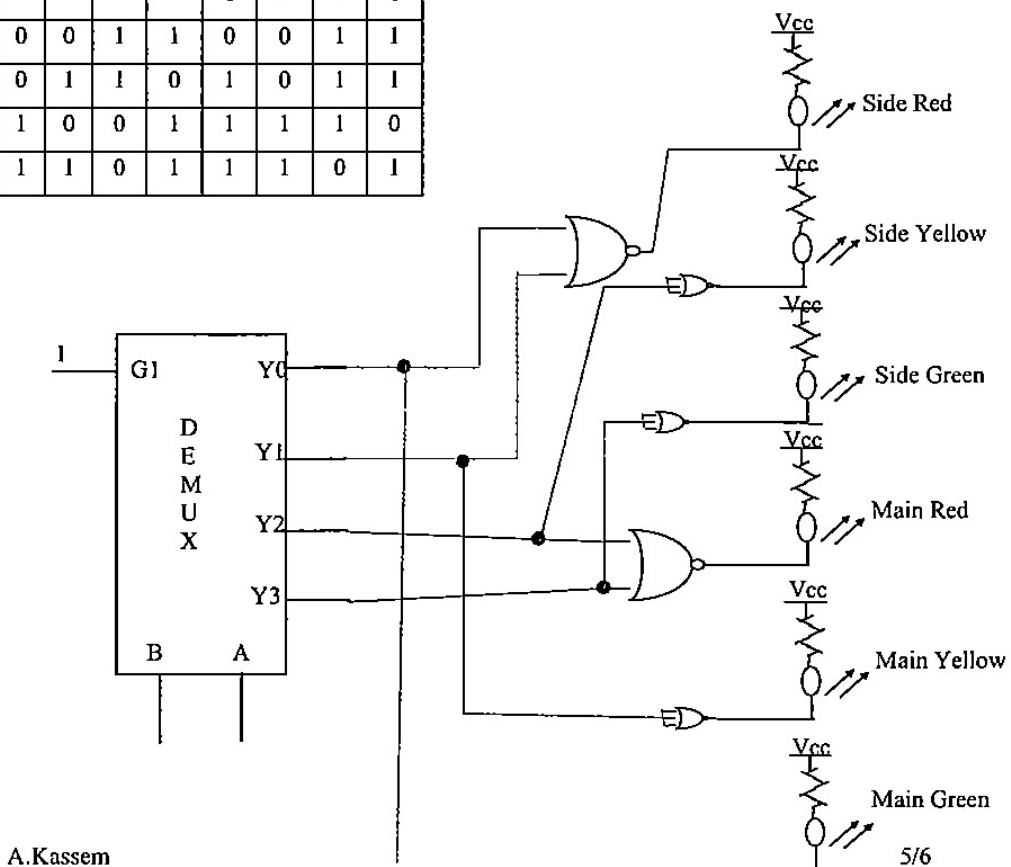 0 0 1 1 0 0 1 1
0 1 1 0 1 0 1 1
1 0 0 1 1 1 1 0
1 1 0 1 1 1 0 1
Vcc
Side Red
Vcc
Side Yellow
Vcc
Side Green
Vcc
Main Red
Vcc
Main Yellow
Vcc
Main Green
1
G1
Y0
Y1
Y2
Y3
D
E
M
U
X
B A
A.Kassem
5/6